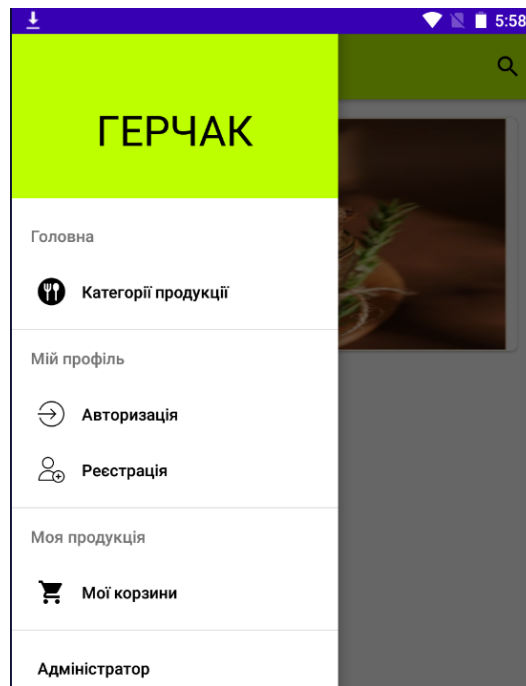 5:58
ГЕРЧАК
Головна
Категорії продукції
Мій профіль
Авторизація
Реєстрація
Моя продукція
Мої корзини
Адміністратор